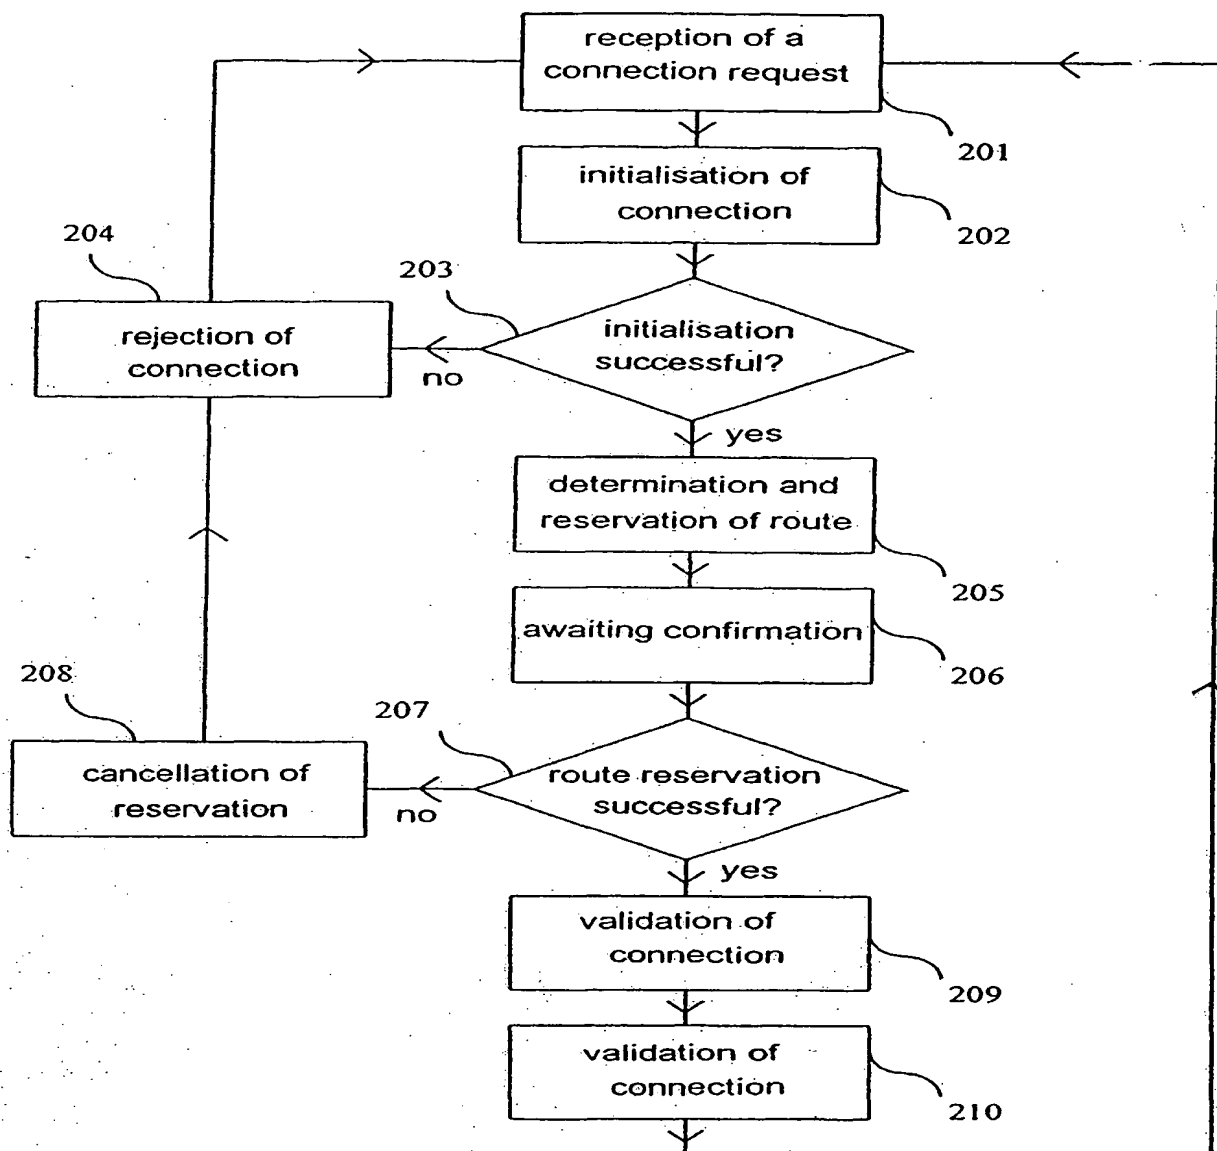 reception of a
connection request
201
initialisation of
connection
202
204
203
rejection of
connection
initialisation
successful?
no
yes
determination and
reservation of route
205
awaiting confirmation
206
208
207
cancellation of
reservation
route reservation
successful?
no
yes
validation of
connection
209
validation of
connection
210